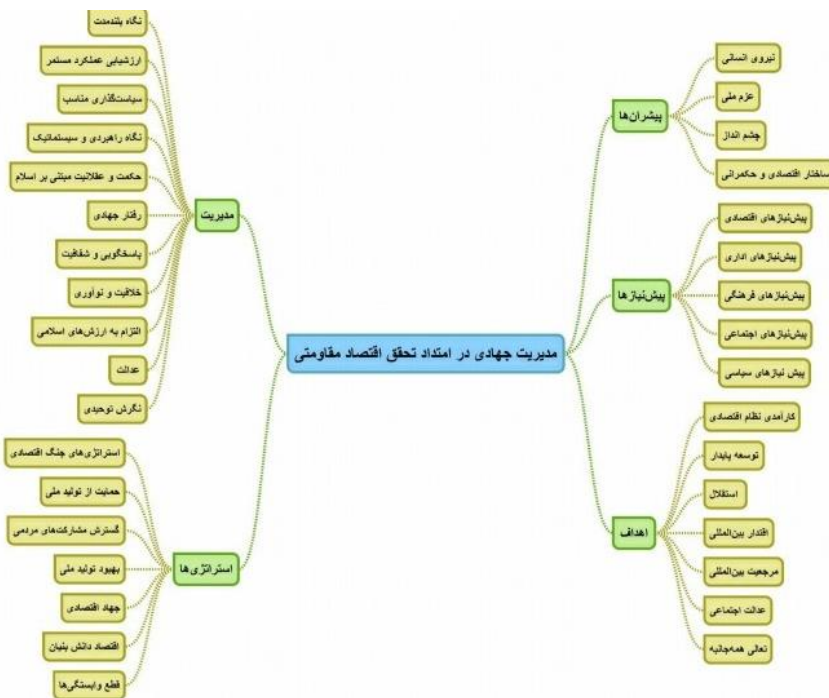 مدیریت جهادی در امتداد تحقق اقتصاد مقاومتی
پیشران‌ها
نیروی انسانی
عزم ملی
چشم انداز
ساختار اقتصادی و حکمرانی
پیش‌نیازها
پیش‌نیازهای اقتصادی
پیش‌نیازهای اداری
پیش‌نیازهای فرهنگی
پیش‌نیازهای اجتماعی
پیش نیازهای سیاسی
اهداف
کارآمدی نظام اقتصادی
توسعه پایدار
استقلال
اقتدار بین‌المللی
مرجعیت بین‌المللی
عدالت اجتماعی
تعالی همه‌جانبه
مدیریت
نگاه بلندمدت
ارزشیابی عملکرد مستمر
سیاست‌گذاری مناسب
نگاه راهبردی و سیستماتیک
حکمت و عقلانیت مبتنی بر اسلام
رفتار جهادی
پاسخگویی و شفافیت
خلاقیت و نوآوری
التزام به ارزش‌های اسلامی
عدالت
نگرش توحیدی
استراتژی‌ها
استراتژی‌های جنگ اقتصادی
حمایت از تولید ملی
گسترش مشارکت‌های مردمی
بهبود تولید ملی
جهاد اقتصادی
اقتصاد دانش بنیان
قطع وابستگی‌ها